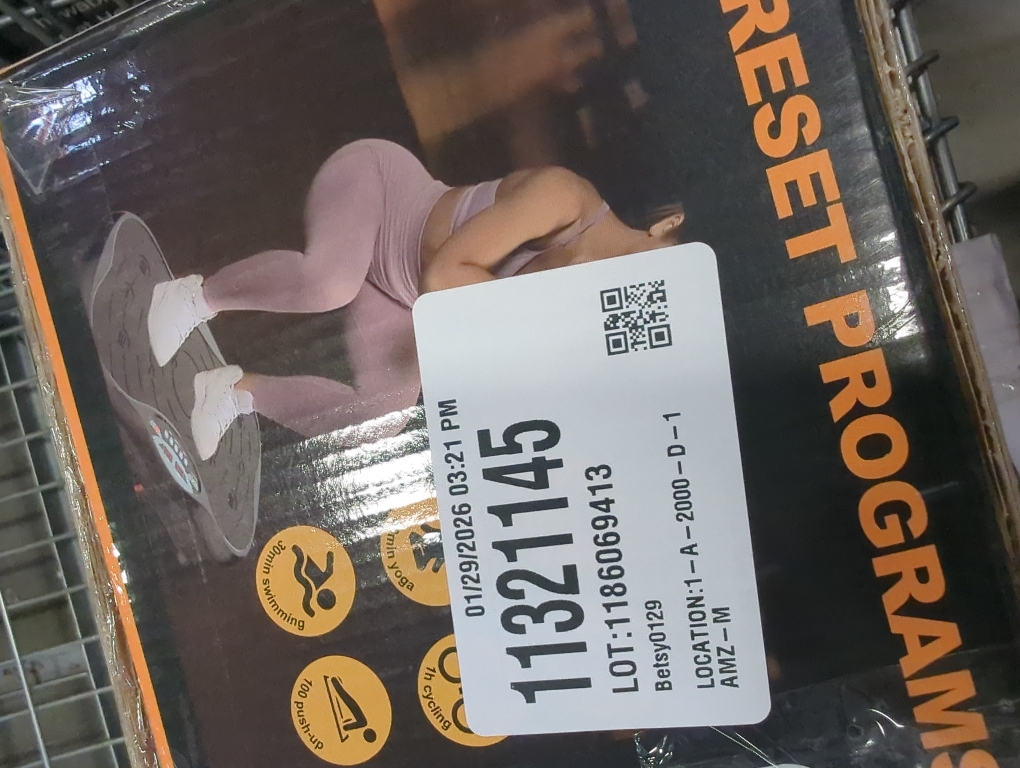 RESET PROGRAMS
01/29/2026 03:21 PM
11321145
LOT:1186069413
Betsy0129
LOCATION:1-A-2000-D-1
AMZ-M
30min swimming
min yoga
100 push-up
1h cycling